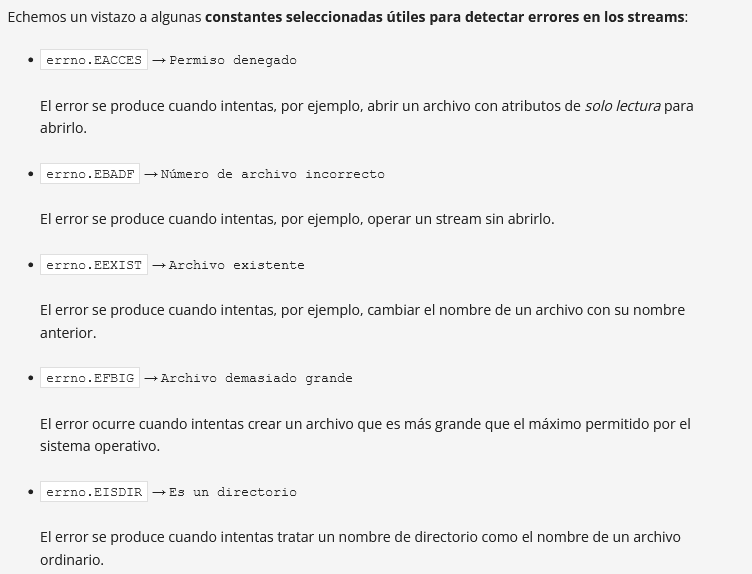 Echemos un vistazo a algunas constantes seleccionadas útiles para detectar errores en los streams:
errno.EACCES → Permiso denegado
El error se produce cuando intentas, por ejemplo, abrir un archivo con atributos de solo lectura para
abrirlo.
errno.EBADF → Número de archivo incorrecto
El error se produce cuando intentas, por ejemplo, operar un stream sin abrirlo.
errno.EEXIST → Archivo existente
El error se produce cuando intentas, por ejemplo, cambiar el nombre de un archivo con su nombre
anterior.
errno.EFBIG → Archivo demasiado grande
El error ocurre cuando intentas crear un archivo que es más grande que el máximo permitido por el
sistema operativo.
errno.EISDIR → Es un directorio
El error se produce cuando intentas tratar un nombre de directorio como el nombre de un archivo
ordinario.